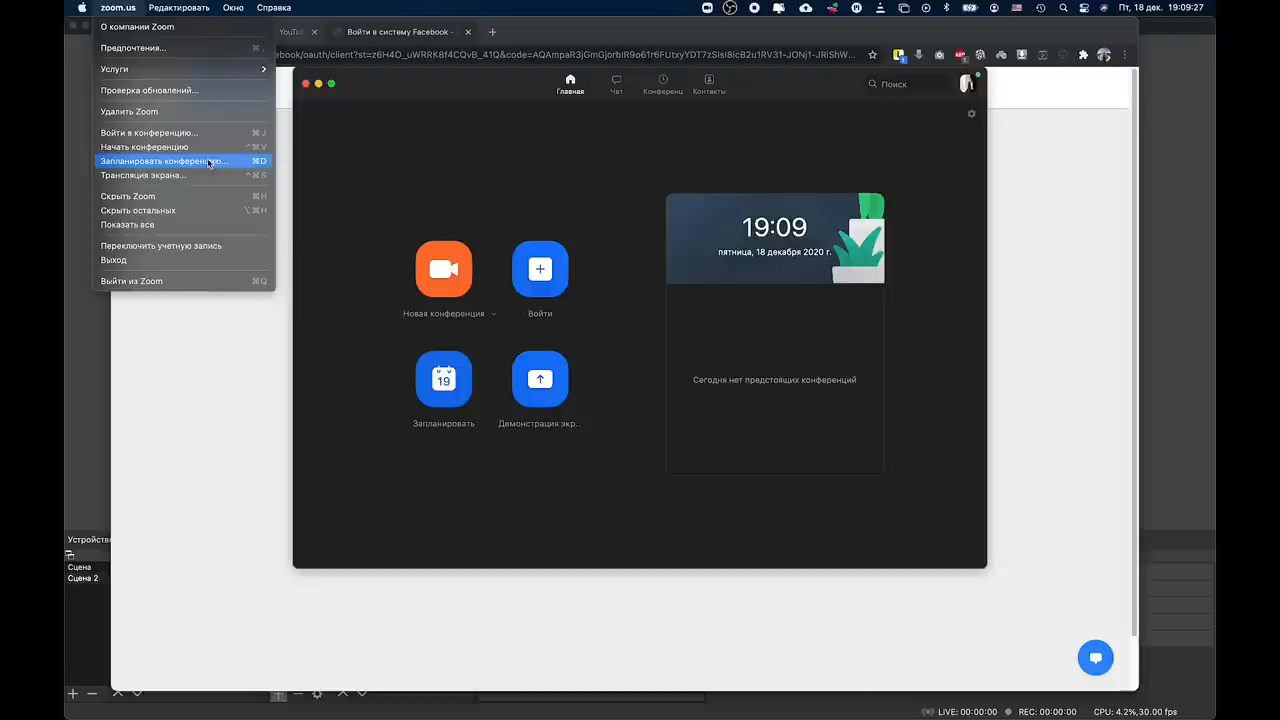 zoom.us Редактировать Окно Справка
Пт, 18 дек. 19:09:27
О компании Zoom
Предпочтения... ⌘ ,
Услуги
Проверка обновлений...
Удалить Zoom
Войти в конференцию... ⌘J
Начать конференцию ^⌘V
Запланировать конференцию... ⌘D
Трансляция экрана... ^⌘S
Скрыть Zoom ⌘H
Скрыть остальных ⌥⌘H
Показать все
Переключить учетную запись
Выход
Выйти из Zoom ⌘Q
Войти в систему Facebook -
Главная
Чат
Конференц
Контакты
Поиск
19:09
пятница, 18 декабря 2020 г.
Новая конференция
Войти
19
Запланировать
Демонстрация экр...
Сегодня нет предстоящих конференций
Устройств
Сцена
Сцена 2
LIVE: 00:00:00 REC: 00:00:00 CPU: 4.2%,30.00 fps